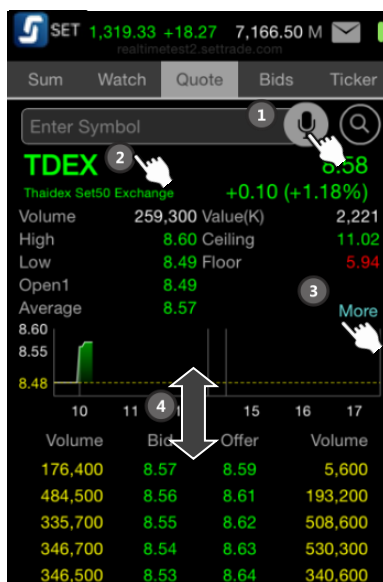 SET 1,319.33 +18.27 7,166.50 M
realtimetest2.settrade.com
Sum Watch Quote Bids Ticker
Enter Symbol 1
TDEX 2 8.58
Thaidex Set50 Exchange +0.10 (+1.18%)
Volume 259,300 Value(K) 2,221
High 8.60 Ceiling 11.02
Low 8.49 Floor 5.94
Open1 8.49 3
Average 8.57 More
8.60
8.55
8.48
10 11 4 15 16 17
Volume Bid Offer Volume
176,400 8.57 8.59 5,600
484,500 8.56 8.61 193,200
335,700 8.55 8.62 508,600
346,700 8.54 8.63 530,300
346,500 8.53 8.64 340,600